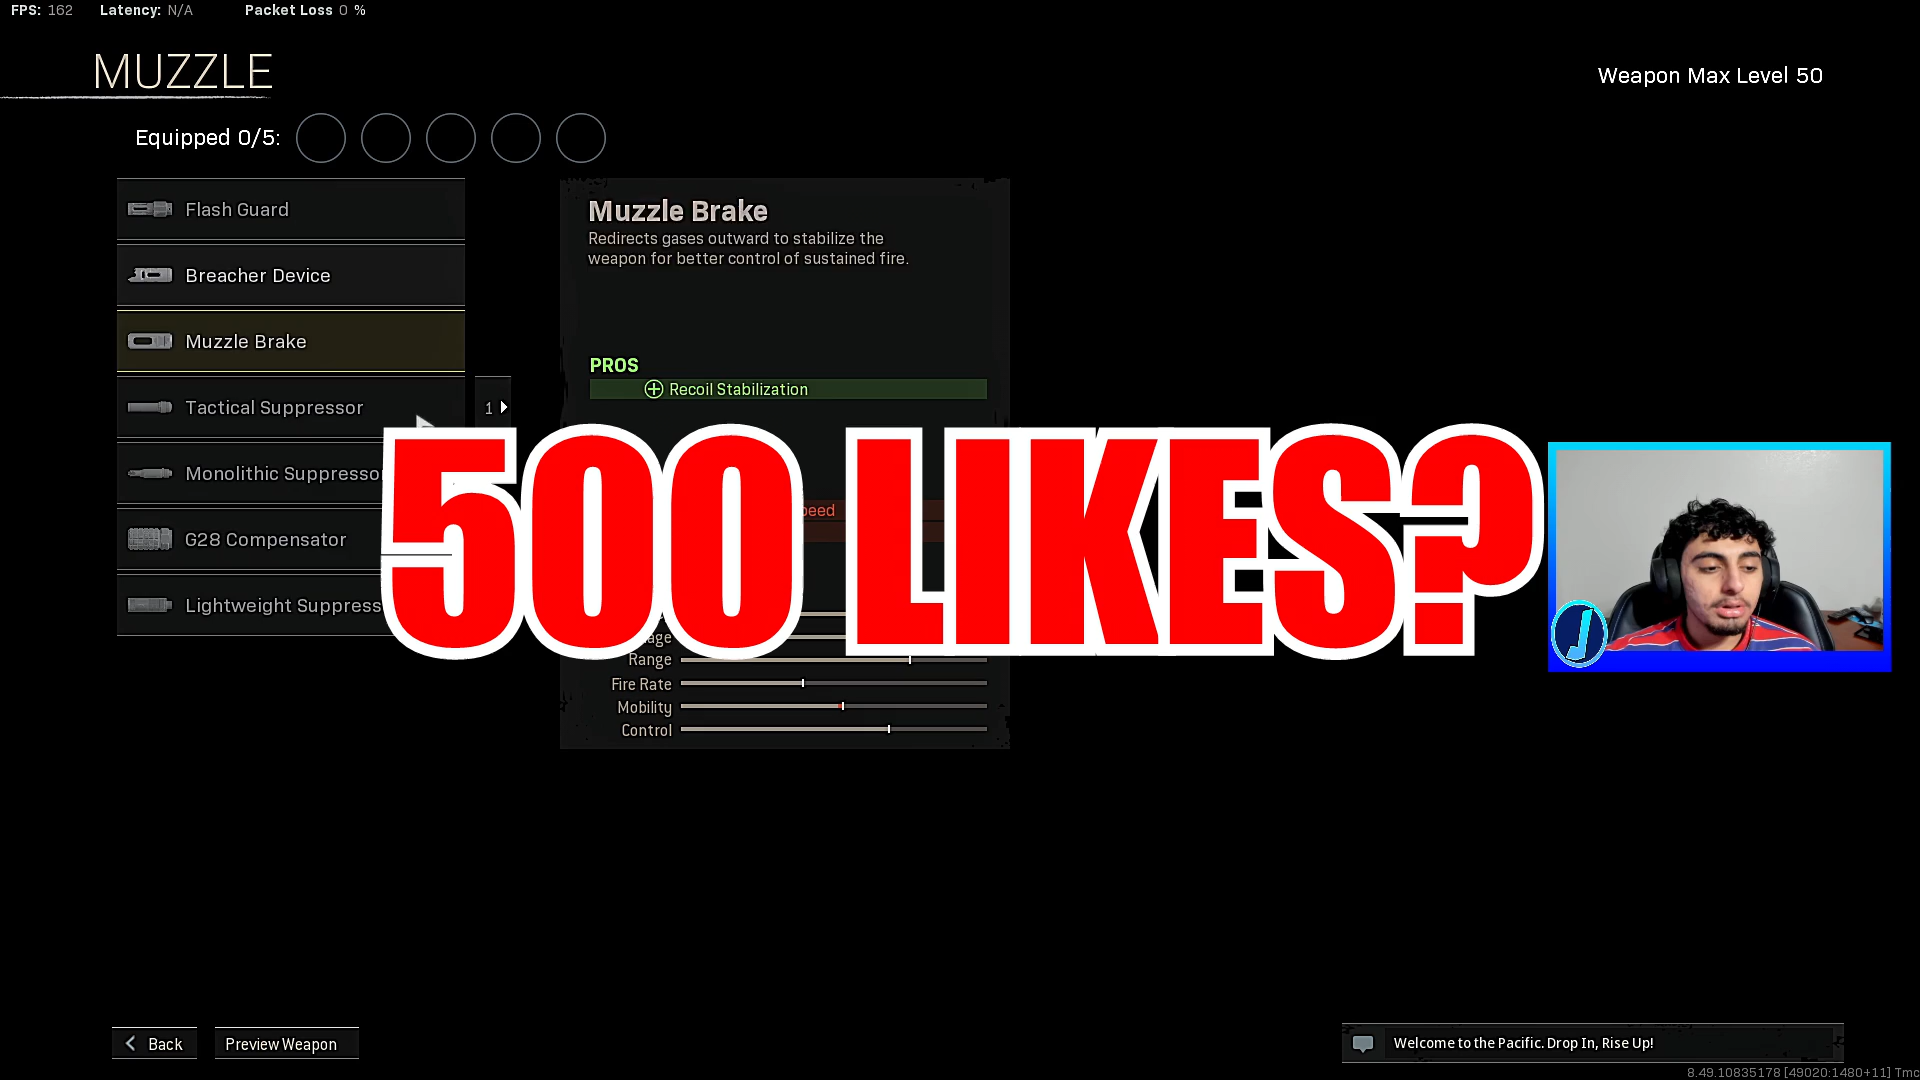 FPS: 162 Latency: N/A Packet Loss 0 %
MUZZLE
Weapon Max Level 50
Equipped 0/5:
Flash Guard
Breacher Device
Muzzle Brake
Tactical Suppressor
1
Monolithic Suppressor
G28 Compensator
Lightweight Suppress
Muzzle Brake
Redirects gases outward to stabilize the
weapon for better control of sustained fire.
PROS
Recoil Stabilization
500 LIKES?
Range
Fire Rate
Mobility
Control
Back
Preview Weapon
Welcome to the Pacific. Drop In, Rise Up!
8.49.10835178 [49020:1480+11] Tmc